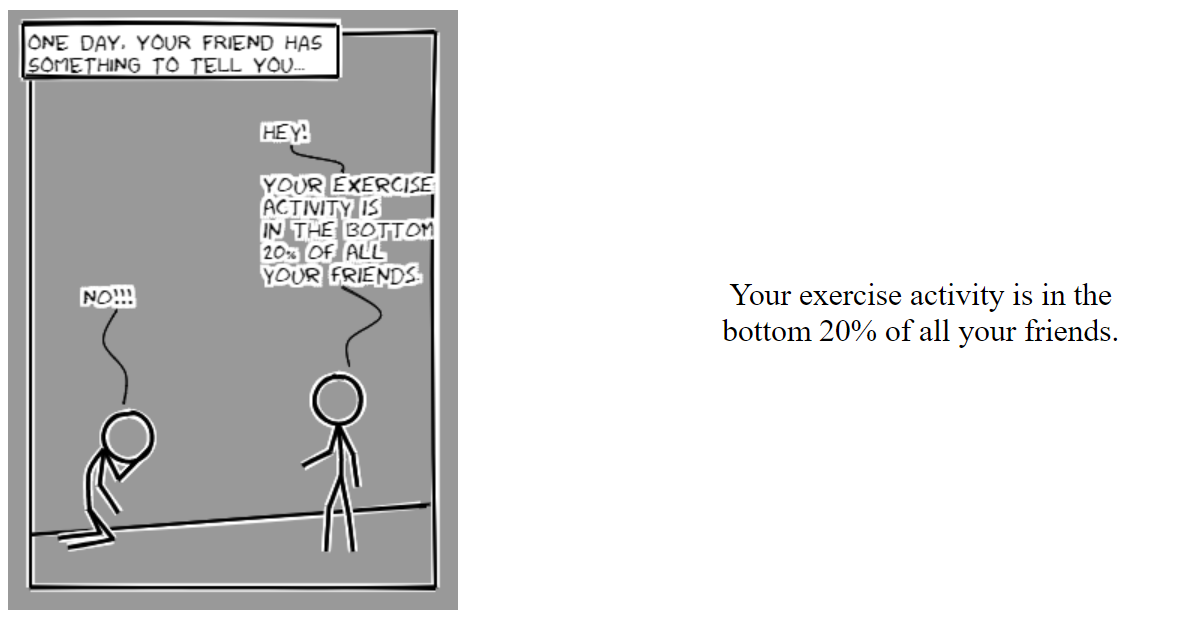 ONE DAY, YOUR FRIEND HAS
SOMETHING TO TELL YOU...
HEY!
YOUR EXERCISE
ACTIVITY IS
IN THE BOTTOM
20% OF ALL
YOUR FRIENDS.
NO!!!
Your exercise activity is in the
bottom 20% of all your friends.